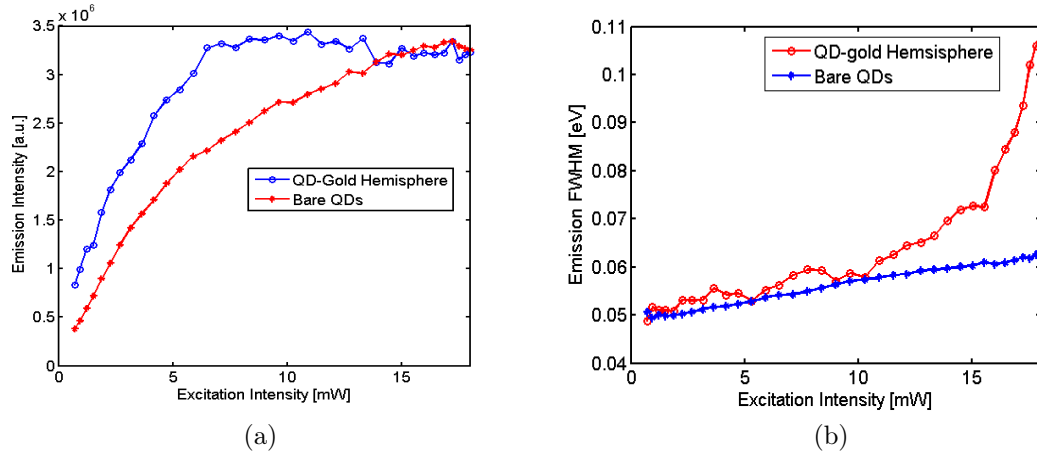 x 10⁶
3.5
3
2.5
2
1.5
1
0.5
0
0 5 10 15
Emission Intensity [a.u.]
Excitation Intensity [mW]
QD-Gold Hemisphere
Bare QDs
(a)
0.11
0.1
0.09
0.08
0.07
0.06
0.05
0.04
0 5 10 15
Emission FWHM [eV]
Excitation Intensity [mW]
QD-gold Hemsisphere
Bare QDs
(b)